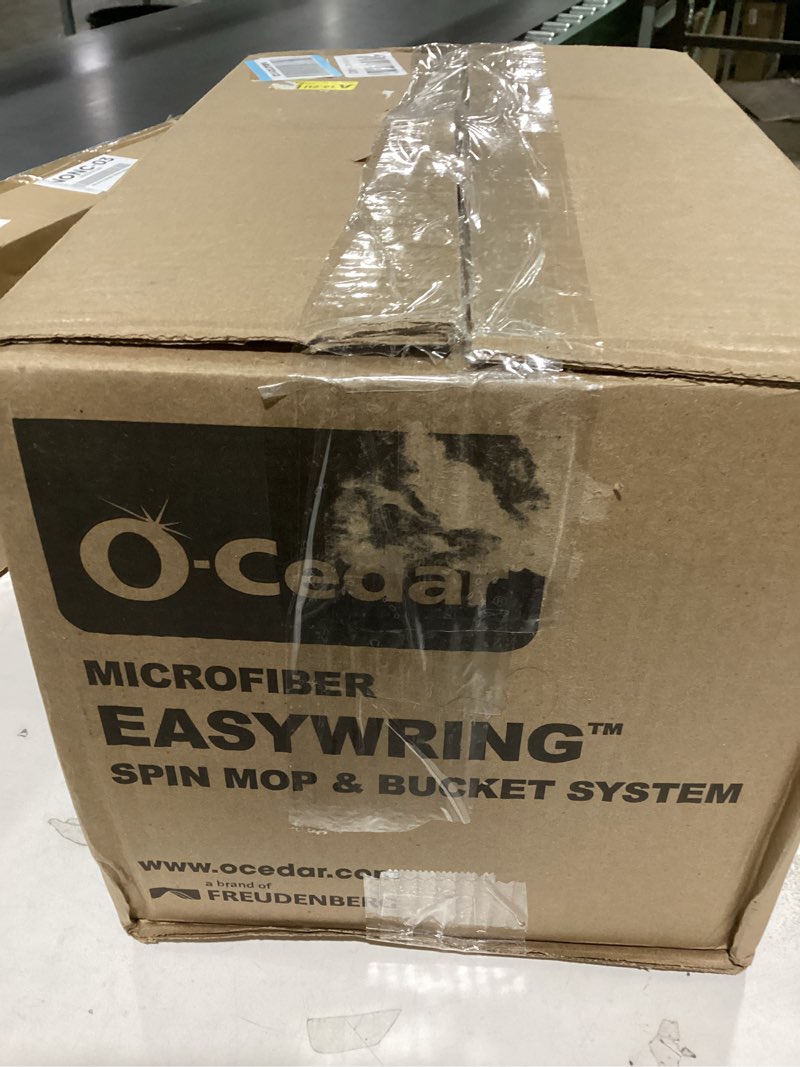 O-Cedar
MICROFIBER
EASYWRING™
SPIN MOP & BUCKET SYSTEM
www.ocedar.com
a brand of
FREUDENBERG